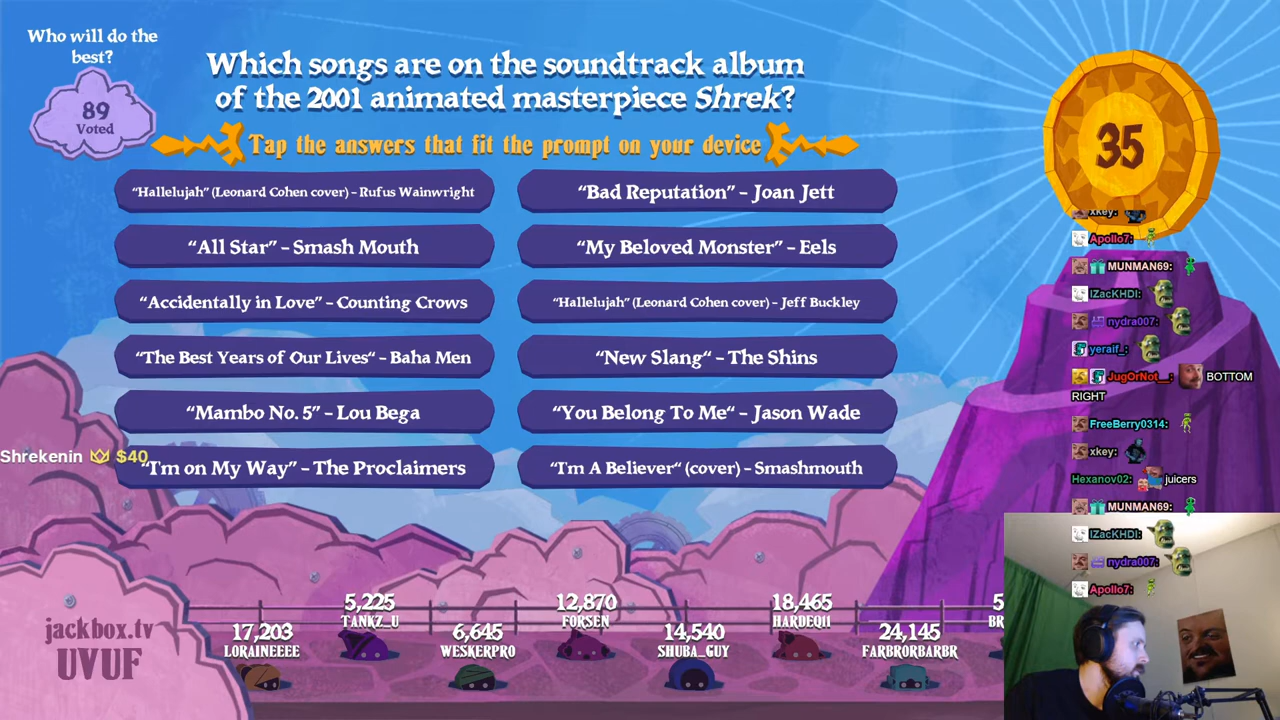 Who will do the
best?
89
Voted
Which songs are on the soundtrack album
of the 2001 animated masterpiece Shrek?
Tap the answers that fit the prompt on your device
35
"Hallelujah" (Leonard Cohen cover) – Rufus Wainwright
"Bad Reputation" – Joan Jett
"All Star" – Smash Mouth
"My Beloved Monster" – Eels
"Accidentally in Love" – Counting Crows
"Hallelujah" (Leonard Cohen cover) – Jeff Buckley
"The Best Years of Our Lives" – Baha Men
"New Slang" – The Shins
"Mambo No. 5" – Lou Bega
"You Belong To Me" – Jason Wade
"I'm on My Way" – The Proclaimers
"I'm A Believer" (cover) – Smashmouth
Shrekenin $40
xkey:
Apollo7:
MUNMAN69:
IZacKHDI:
nydra007:
yeraif_:
JugOrNot__: BOTTOM
RIGHT
FreeBerry0314:
xkey:
Hexanov02: juicers
MUNMAN69:
IZacKHDI:
nydra007:
Apollo7:
jackbox.tv
UVUF
17,203
LORAINEEEE
5,225
TANKZ_U
6,645
WESKERPRO
12,870
FORSEN
14,540
SHUBA_GUY
18,465
HARDEQ11
24,145
FARBRORBARBR
5
BR